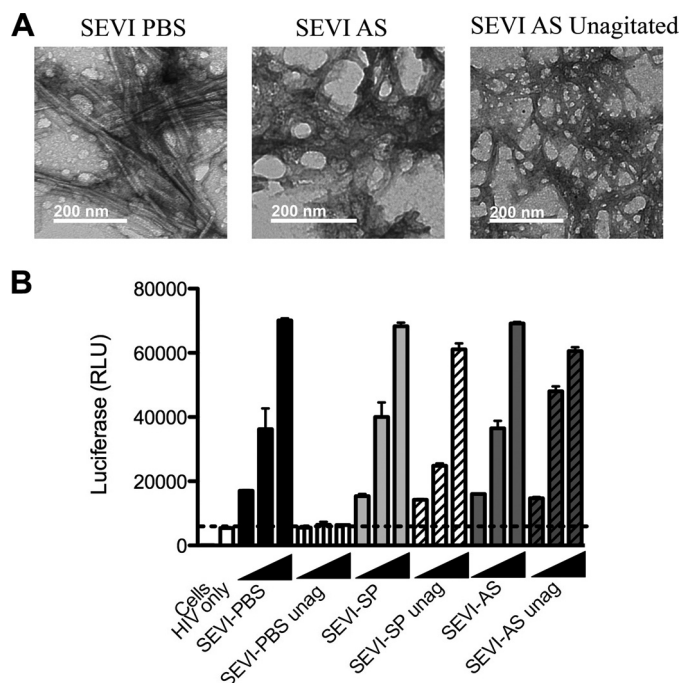 A
SEVI PBS
SEVI AS
SEVI AS Unagitated
200 nm
200 nm
200 nm
B
Luciferase (RLU)
80000
60000
40000
20000
0
Cells
HIV only
SEVI-PBS
SEVI-PBS unag
SEVI-SP
SEVI-SP unag
SEVI-AS
SEVI-AS unag